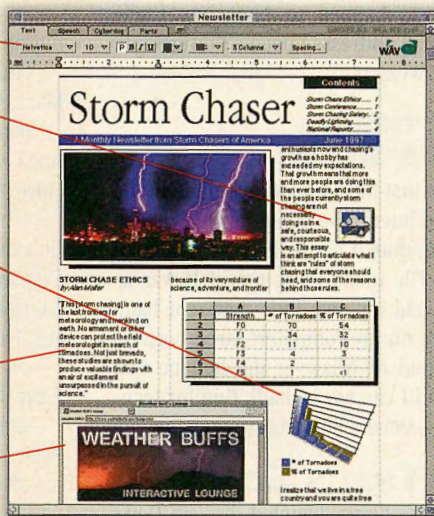 Newsletter
Text Speech Cyberdog Parts
Helvetica 10 P B I U 3 Columns Spacing...
WAV
Contents
Storm Chase Ethics...... 1
Storm Conference....... 1
Storm Chasing Safety.. 2
Deadly Lightning........ 3
National Reports........ 4
Storm Chaser
A Monthly Newsletter from Storm Chasers of America June 1997
STORM CHASE ETHICS
by Alan Moller
"This [storm chasing] is one of
the last frontiers for
meteorology and mankind on
earth. No armament or other
device can protect the field
meteorologist in search of
tornadoes. Not just bravado,
these studies are shown to
produce valuable findings with
an air of excitement
unsurpassed in the pursuit of
science."
because of its very mixture of
science, adventure, and frontier
enthusiasts now and chasing's
growth as a hobby has
exceeded my expectations.
That growth means that more
and more people are doing this
than ever before, and some of
the people currently storm
chasing are not
necessarily
doing so in a
safe, courteous,
and responsible
way. This essay
is an attempt to articulate what I
think are "rules" of storm
chasing that everyone should
heed, and some of the reasons
behind those rules.
A B C
1 Strength # of Tornadoes % of Tornadoes
2 F0 70 54
3 F1 34 32
4 F2 11 10
5 F3 4 3
6 F4 2 1
7 F5 1 <1
WEATHER BUFFS
INTERACTIVE LOUNGE
# of Tornadoes
% of Tornadoes
I realize that we live in a free
country and you are quite free